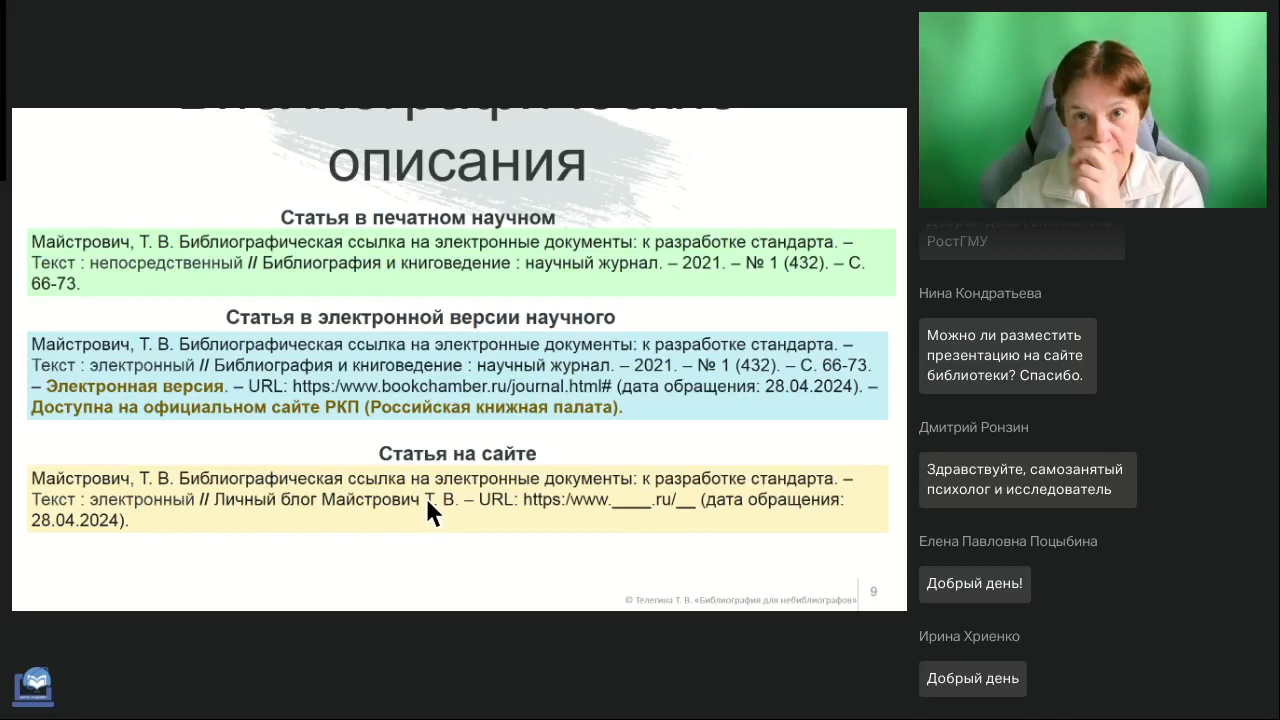 Библиографические
описания
Статья в печатном научном
Майстрович, Т. В. Библиографическая ссылка на электронные документы: к разработке стандарта. –
Текст : непосредственный // Библиография и книговедение : научный журнал. – 2021. – № 1 (432). – С.
66-73.
Статья в электронной версии научного
Майстрович, Т. В. Библиографическая ссылка на электронные документы: к разработке стандарта. –
Текст : электронный // Библиография и книговедение : научный журнал. – 2021. – № 1 (432). – С. 66-73.
– Электронная версия. – URL: https:/www.bookchamber.ru/journal.html# (дата обращения: 28.04.2024). –
Доступна на официальном сайте РКП (Российская книжная палата).
Статья на сайте
Майстрович, Т. В. Библиографическая ссылка на электронные документы: к разработке стандарта. –
Текст : электронный // Личный блог Майстрович Т. В. – URL: https:/www.____.ru/__ (дата обращения:
28.04.2024).
© Телегина Т. В. «Библиография для небиблиографов»
9
РостГМУ
Нина Кондратьева
Можно ли разместить
презентацию на сайте
библиотеки? Спасибо.
Дмитрий Ронзин
Здравствуйте, самозанятый
психолог и исследователь
Елена Павловна Поцыбина
Добрый день!
Ирина Хриенко
Добрый день